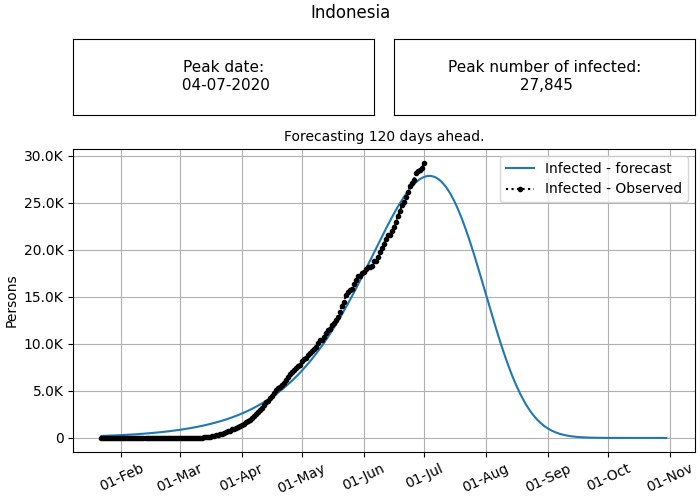 Indonesia
Peak date:
04-07-2020
Peak number of infected:
27,845
Forecasting 120 days ahead.
30.0K
25.0K
20.0K
15.0K
10.0K
5.0K
0
Persons
Infected - forecast
Infected - Observed
01-Feb
01-Mar
01-Apr
01-May
01-Jun
01-Jul
01-Aug
01-Sep
01-Oct
01-Nov